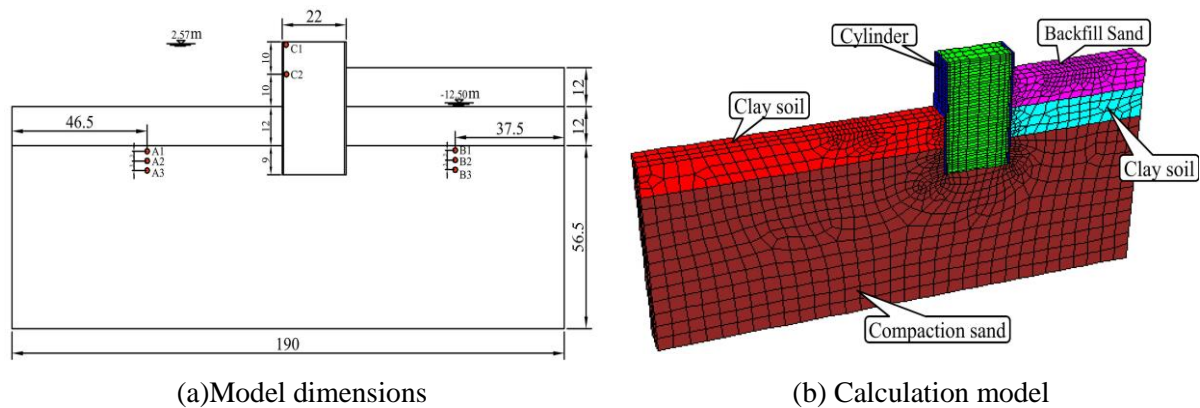 22
2.57m
C1
10
C2
10
12
-12.50m
12
46.5
37.5
12
A1
A2
A3
9
B1
B2
B3
56.5
190
(a)Model dimensions
Cylinder
Backfill Sand
Clay soil
Clay soil
Compaction sand
(b) Calculation model